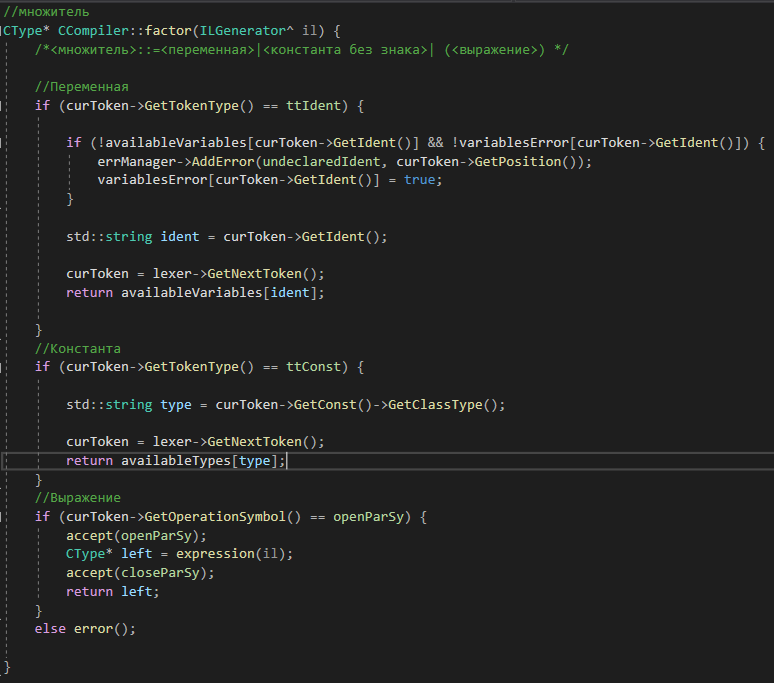 //множитель
CType* CCompiler::factor(ILGenerator^ il) {
/*<множитель>::=<переменная>|<константа без знака>| (<выражение>) */
//Переменная
if (curToken->GetTokenType() == ttIdent) {
if (!availableVariables[curToken->GetIdent()] && !variablesError[curToken->GetIdent()]) {
errManager->AddError(undeclaredIdent, curToken->GetPosition());
variablesError[curToken->GetIdent()] = true;
}
std::string ident = curToken->GetIdent();
curToken = lexer->GetNextToken();
return availableVariables[ident];
}
//Константа
if (curToken->GetTokenType() == ttConst) {
std::string type = curToken->GetConst()->GetClassType();
curToken = lexer->GetNextToken();
return availableTypes[type];
}
//Выражение
if (curToken->GetOperationSymbol() == openParSy) {
accept(openParSy);
CType* left = expression(il);
accept(closeParSy);
return left;
}
else error();
}